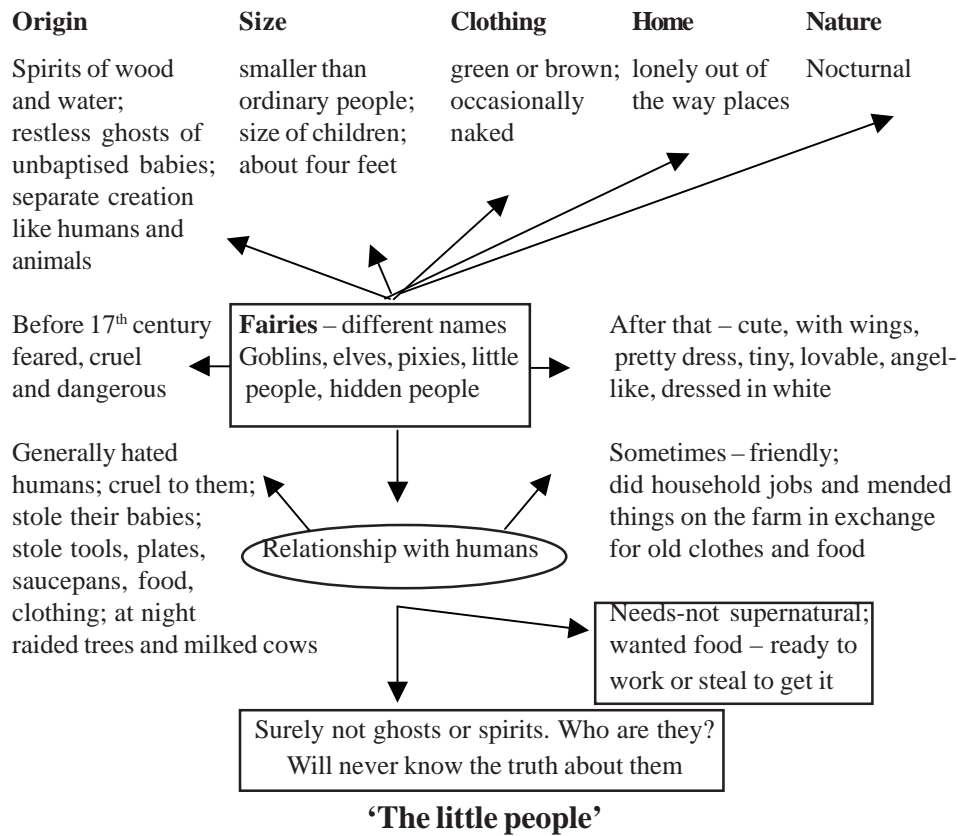 Origin
Spirits of wood
and water;
restless ghosts of
unbaptised babies;
separate creation
like humans and
animals
Size
smaller than
ordinary people;
size of children;
about four feet
Clothing
green or brown;
occasionally
naked
Home
lonely out of
the way places
Nature
Nocturnal
Before 17th century
feared, cruel
and dangerous
Fairies – different names
Goblins, elves, pixies, little
people, hidden people
After that – cute, with wings,
pretty dress, tiny, lovable, angel-
like, dressed in white
Generally hated
humans; cruel to them;
stole their babies;
stole tools, plates,
saucepans, food,
clothing; at night
raided trees and milked cows
Relationship with humans
Sometimes – friendly;
did household jobs and mended
things on the farm in exchange
for old clothes and food
Needs-not supernatural;
wanted food – ready to
work or steal to get it
Surely not ghosts or spirits. Who are they?
Will never know the truth about them
‘The little people’